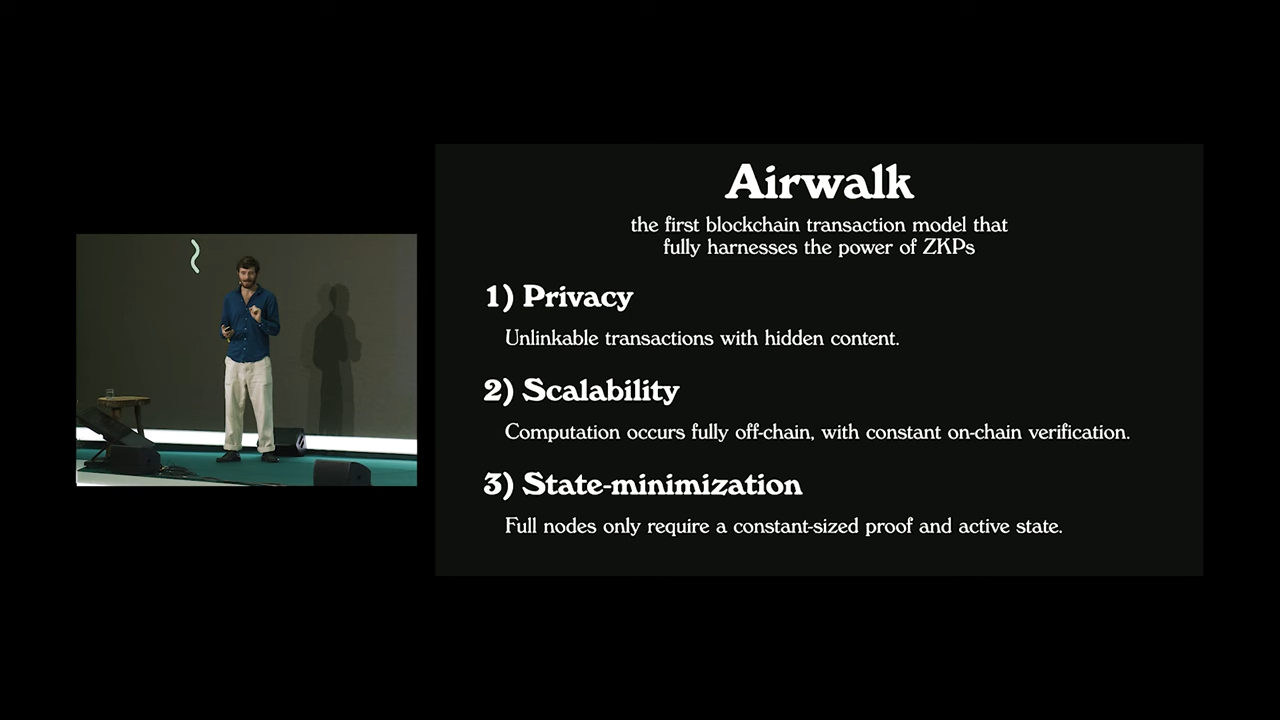 Airwalk
the first blockchain transaction model that
fully harnesses the power of ZKPs
1) Privacy
Unlinkable transactions with hidden content.
2) Scalability
Computation occurs fully off-chain, with constant on-chain verification.
3) State-minimization
Full nodes only require a constant-sized proof and active state.